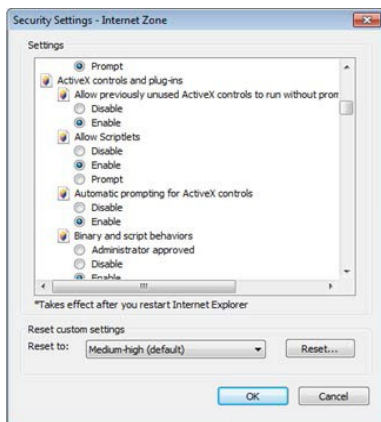 Security Settings - Internet Zone
Settings
Prompt
ActiveX controls and plug-ins
Allow previously unused ActiveX controls to run without prom
Disable
Enable
Allow Scriptlets
Disable
Enable
Prompt
Automatic prompting for ActiveX controls
Disable
Enable
Binary and script behaviors
Administrator approved
Disable
Enable
*Takes effect after you restart Internet Explorer
Reset custom settings
Reset to: Medium-high (default) Reset...
OK Cancel